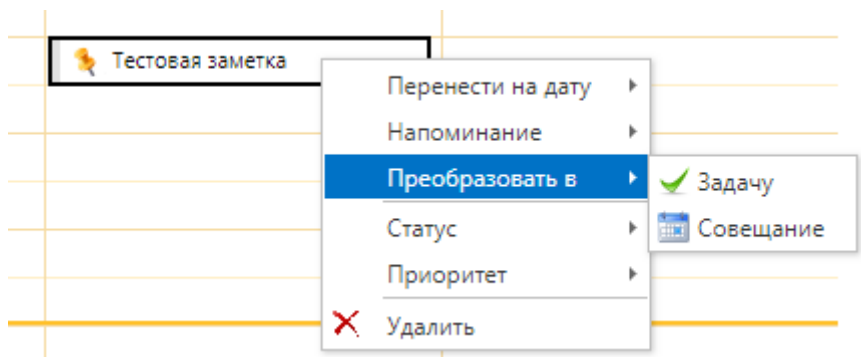 Тестовая заметка
Перенести на дату
Напоминание
Преобразовать в
Задачу
Совещание
Статус
Приоритет
Удалить